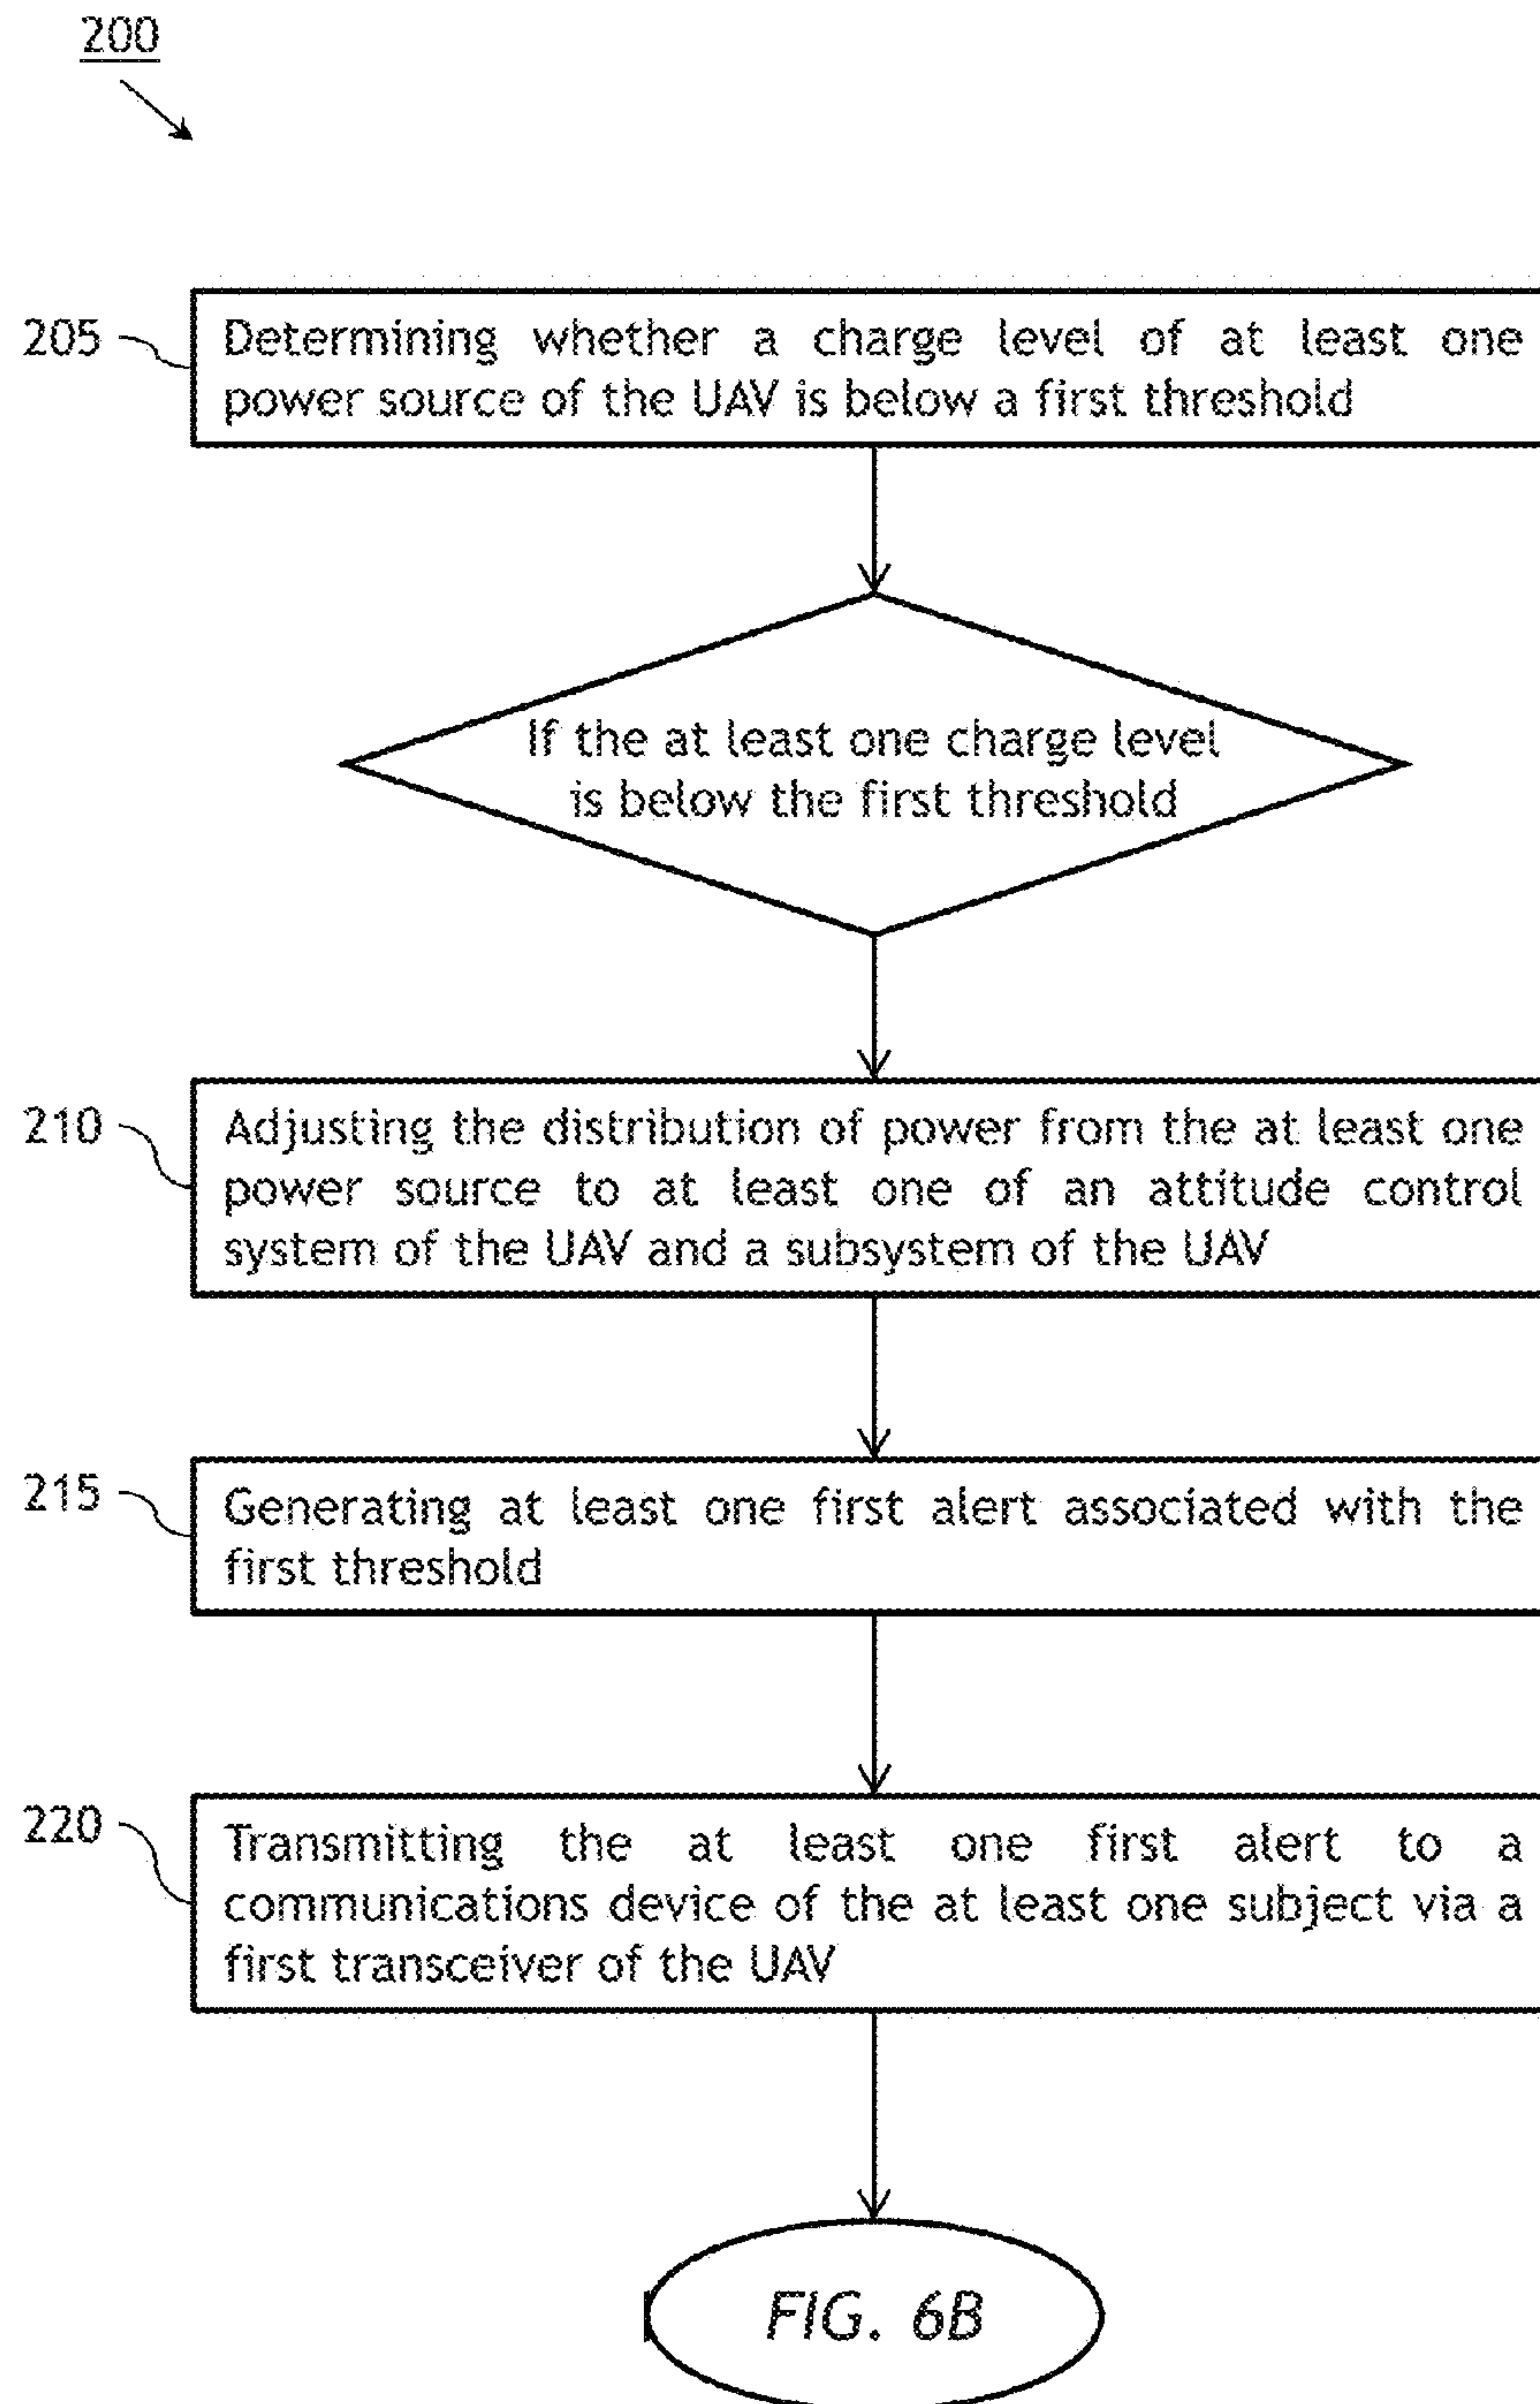 200
205
Determining whether a charge level of at least one
power source of the UAV is below a first threshold
If the at least one charge level
is below the first threshold
210
Adjusting the distribution of power from the at least one
power source to at least one of an attitude control
system of the UAV and a subsystem of the UAV
215
Generating at least one first alert associated with the
first threshold
220
Transmitting the at least one first alert to a
communications device of the at least one subject via a
first transceiver of the UAV
FIG. 6B